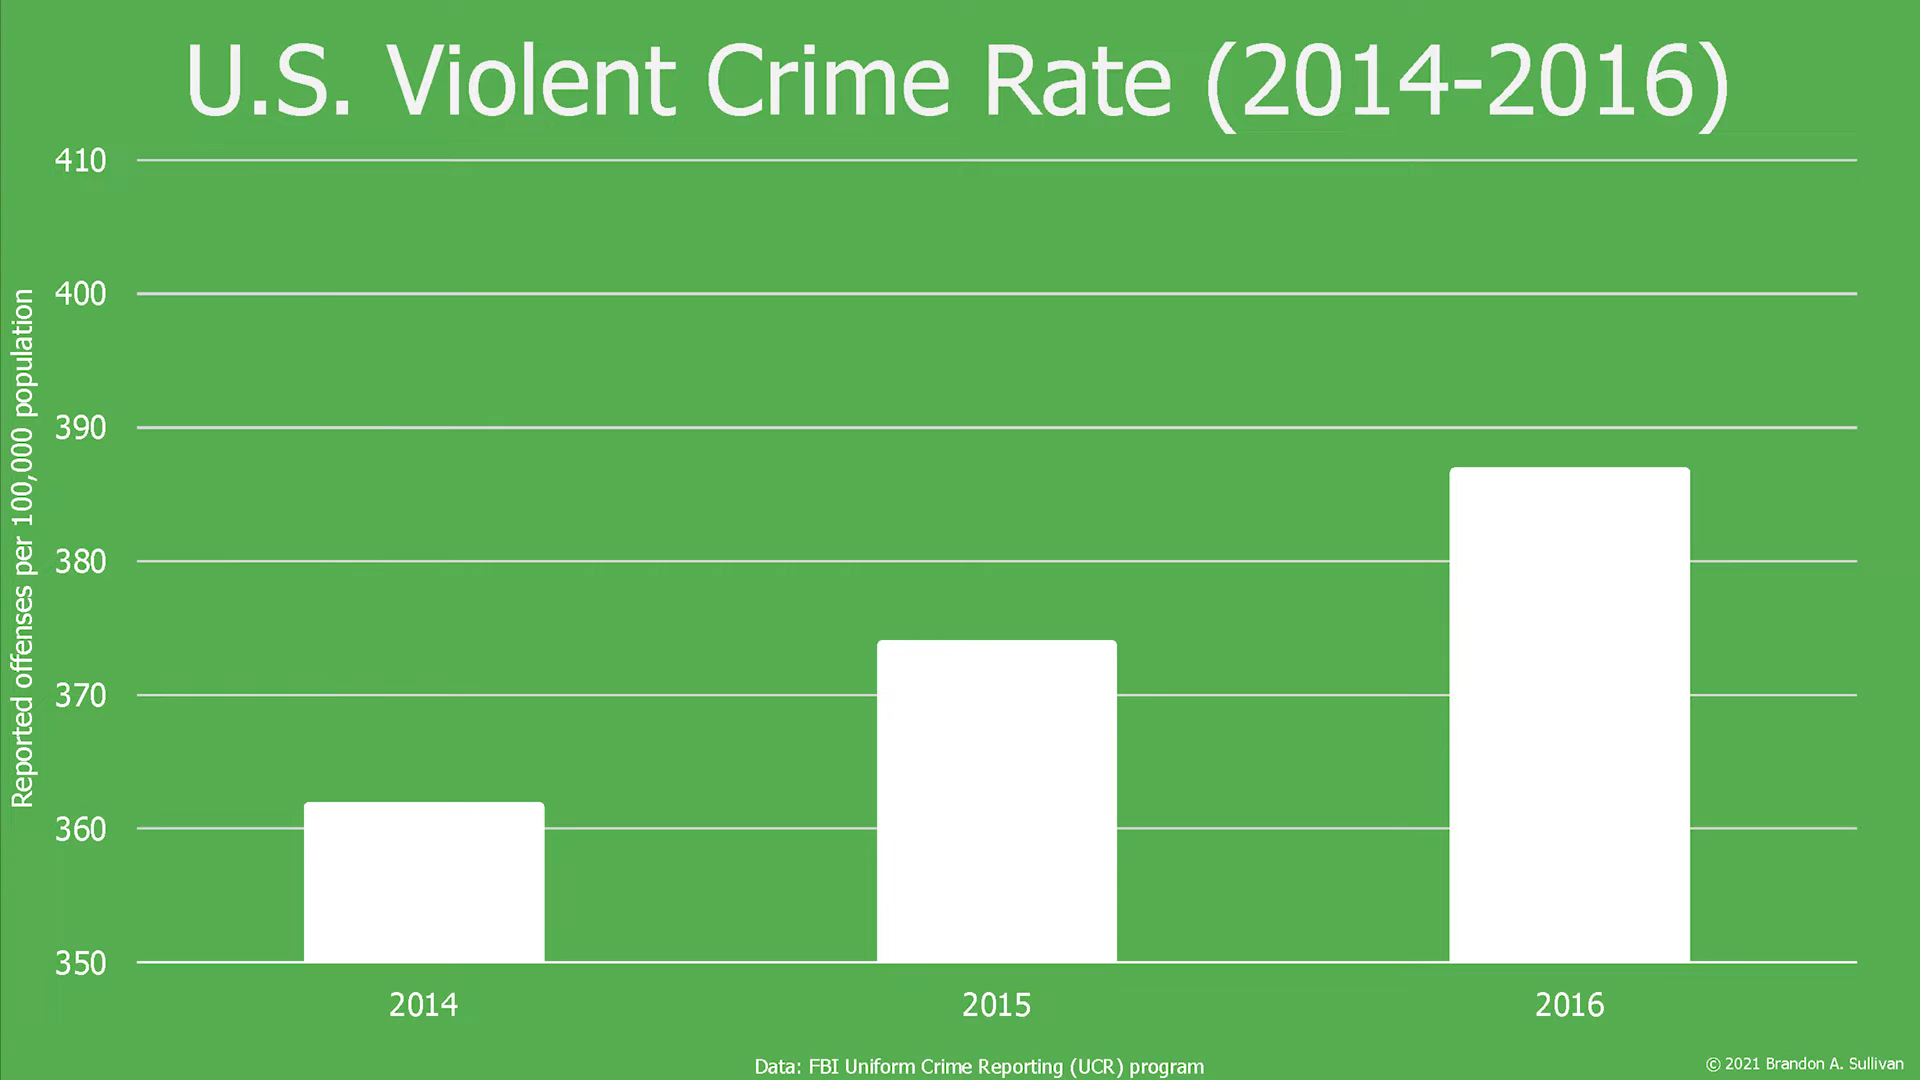 U.S. Violent Crime Rate (2014-2016)
Reported offenses per 100,000 population
410
400
390
380
370
360
350
2014 2015 2016
Data: FBI Uniform Crime Reporting (UCR) program
© 2021 Brandon A. Sullivan